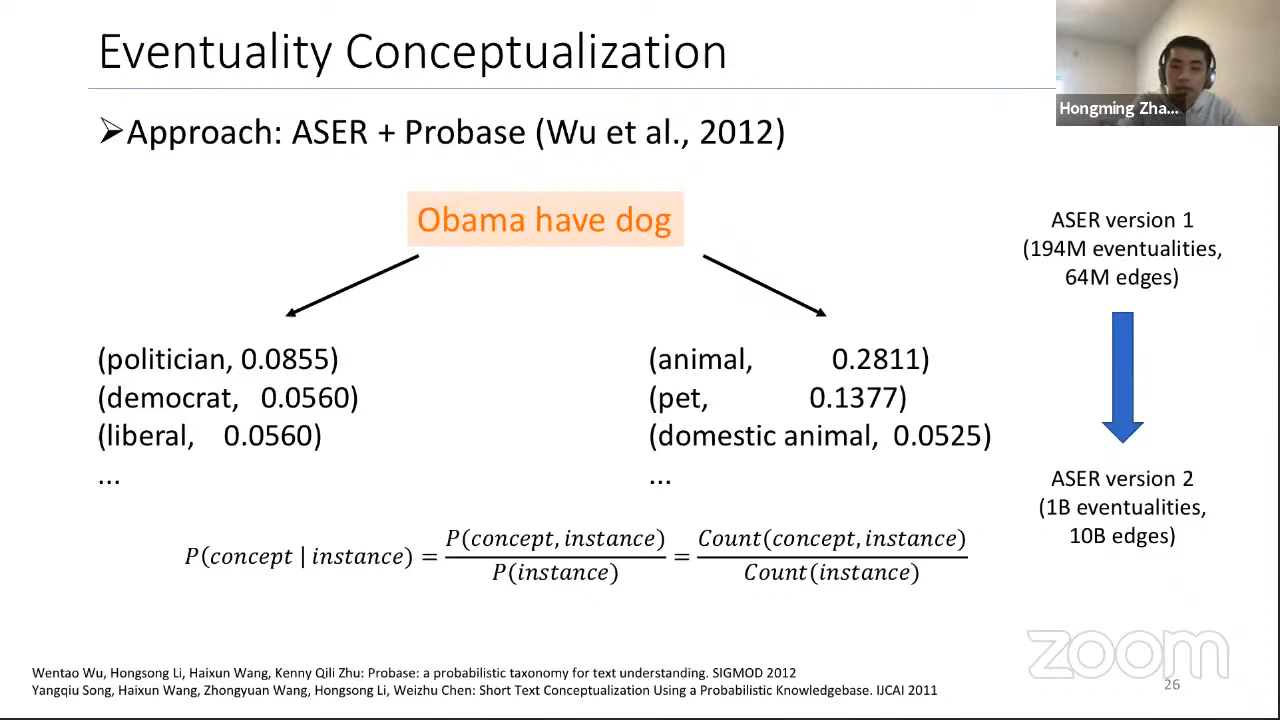 Eventuality Conceptualization
Hongming Zha...
➢Approach: ASER + Probase (Wu et al., 2012)
Obama have dog
(politician, 0.0855)
(democrat, 0.0560)
(liberal, 0.0560)
...
(animal, 0.2811)
(pet, 0.1377)
(domestic animal, 0.0525)
...
ASER version 1
(194M eventualities,
64M edges)
ASER version 2
(1B eventualities,
10B edges)
P(concept | instance) = P(concept, instance) / P(instance) = Count(concept, instance) / Count(instance)
zoom
Wentao Wu, Hongsong Li, Haixun Wang, Kenny Qili Zhu: Probase: a probabilistic taxonomy for text understanding. SIGMOD 2012
Yangqiu Song, Haixun Wang, Zhongyuan Wang, Hongsong Li, Weizhu Chen: Short Text Conceptualization Using a Probabilistic Knowledgebase. IJCAI 2011
26